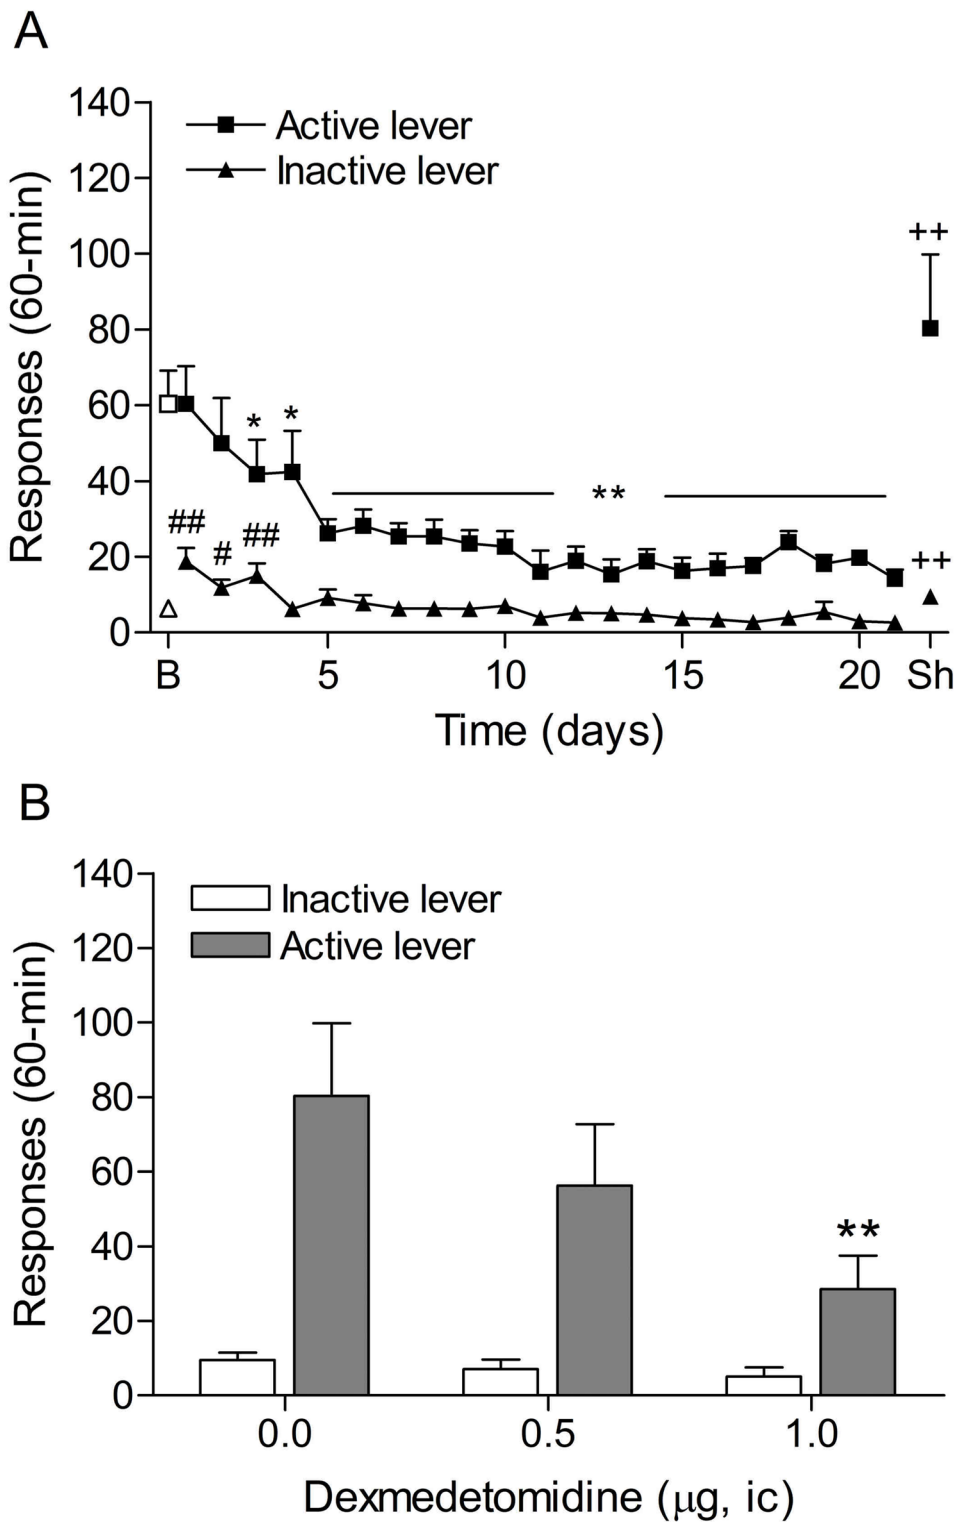 A
140
120
100
80
60
40
20
0
Responses (60-min)
Active lever
Inactive lever
++
* *
**
## # ##
++
B 5 10 15 20 Sh
Time (days)
B
140
120
100
80
60
40
20
0
Responses (60-min)
Inactive lever
Active lever
**
0.0 0.5 1.0
Dexmedetomidine (μg, ic)